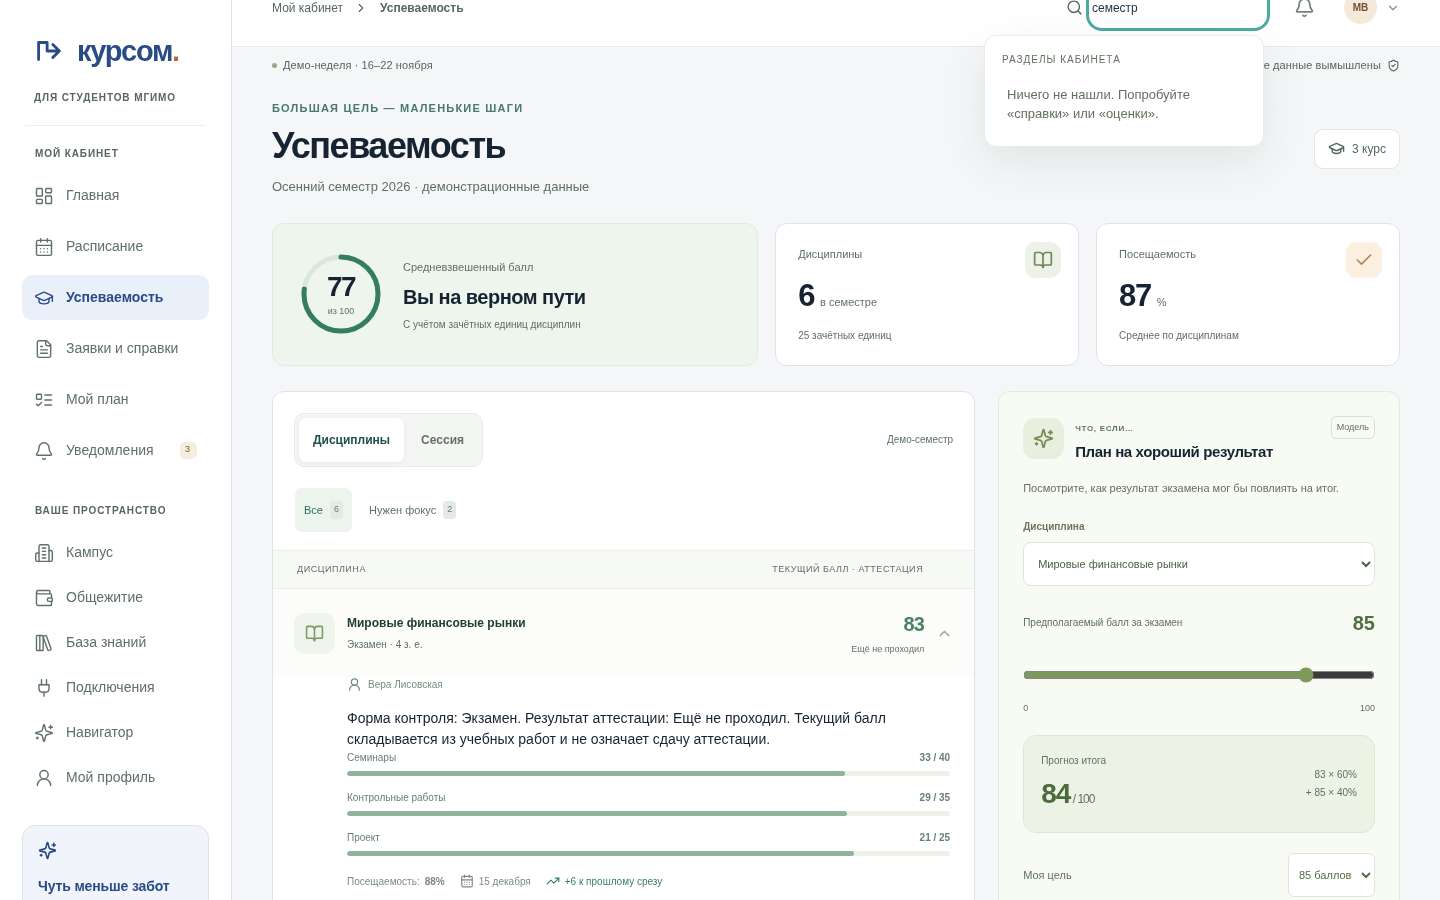 курсом.
ДЛЯ СТУДЕНТОВ МГИМО
МОЙ КАБИНЕТ
Главная
Расписание
Успеваемость
Заявки и справки
Мой план
Уведомления 3
ВАШЕ ПРОСТРАНСТВО
Кампус
Общежитие
База знаний
Подключения
Навигатор
Мой профиль
Чуть меньше забот
Мой кабинет Успеваемость
семестр
МВ
РАЗДЕЛЫ КАБИНЕТА
Ничего не нашли. Попробуйте
«справки» или «оценки».
Демо-неделя · 16–22 ноября
е данные вымышлены
БОЛЬШАЯ ЦЕЛЬ — МАЛЕНЬКИЕ ШАГИ
Успеваемость
Осенний семестр 2026 · демонстрационные данные
3 курс
77
из 100
Средневзвешенный балл
Вы на верном пути
С учётом зачётных единиц дисциплин
Дисциплины
6 в семестре
25 зачётных единиц
Посещаемость
87 %
Среднее по дисциплинам
Дисциплины Сессия
Демо-семестр
Все 6 Нужен фокус 2
ДИСЦИПЛИНА ТЕКУЩИЙ БАЛЛ · АТТЕСТАЦИЯ
Мировые финансовые рынки
Экзамен · 4 з. е.
83
Ещё не проходил
Вера Лисовская
Форма контроля: Экзамен. Результат аттестации: Ещё не проходил. Текущий балл
складывается из учебных работ и не означает сдачу аттестации.
Семинары 33 / 40
Контрольные работы 29 / 35
Проект 21 / 25
Посещаемость: 88% 15 декабря +6 к прошлому срезу
ЧТО, ЕСЛИ…
План на хороший результат
Модель
Посмотрите, как результат экзамена мог бы повлиять на итог.
Дисциплина
Мировые финансовые рынки
Предполагаемый балл за экзамен 85
0 100
Прогноз итога
84 / 100
83 × 60%
+ 85 × 40%
Моя цель 85 баллов